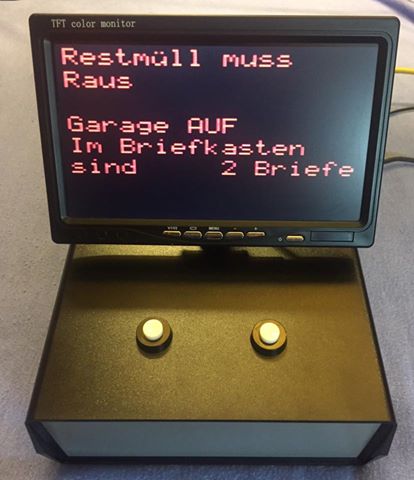 TFT color monitor
Restmüll muss
Raus
Garage AUF
Im Briefkasten
sind 2 Briefe
MENU
- +